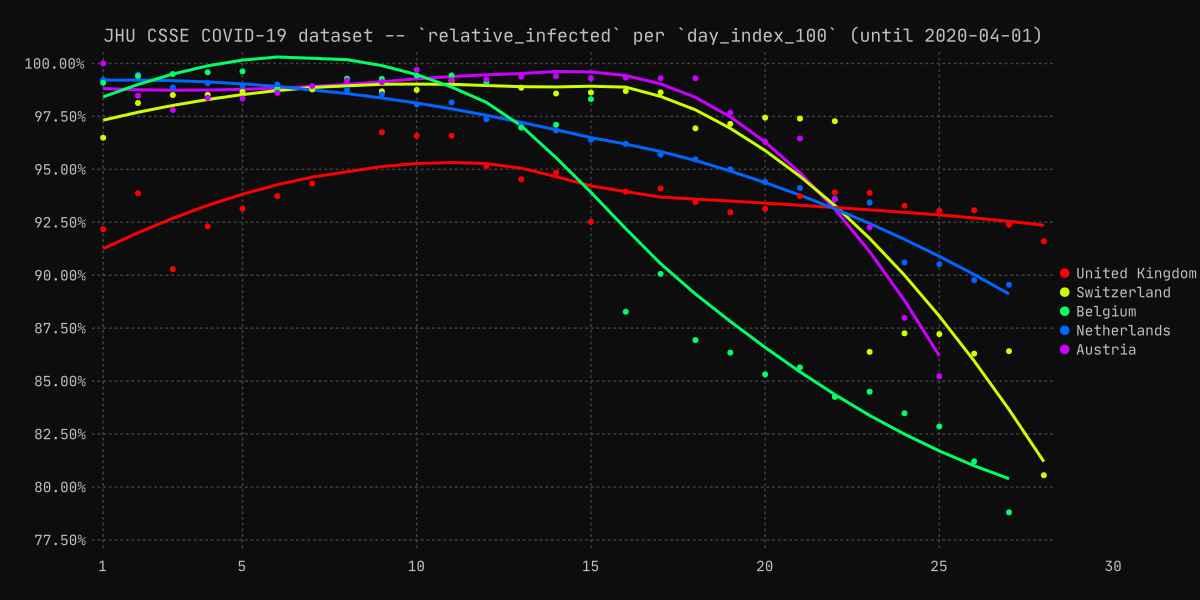 JHU CSSE COVID-19 dataset -- `relative_infected` per `day_index_100` (until 2020-04-01)
100.00%
97.50%
95.00%
92.50%
90.00%
87.50%
85.00%
82.50%
80.00%
77.50%
1 5 10 15 20 25 30
United Kingdom
Switzerland
Belgium
Netherlands
Austria